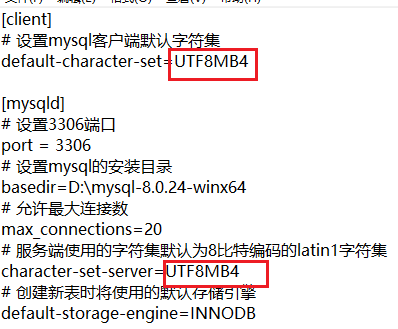 [client]
# 设置mysql客户端默认字符集
default-character-set=UTF8MB4
[mysqld]
# 设置3306端口
port = 3306
# 设置mysql的安装目录
basedir=D:\mysql-8.0.24-winx64
# 允许最大连接数
max_connections=20
# 服务端使用的字符集默认为8比特编码的latin1字符集
character-set-server=UTF8MB4
# 创建新表时将使用的默认存储引擎
default-storage-engine=INNODB